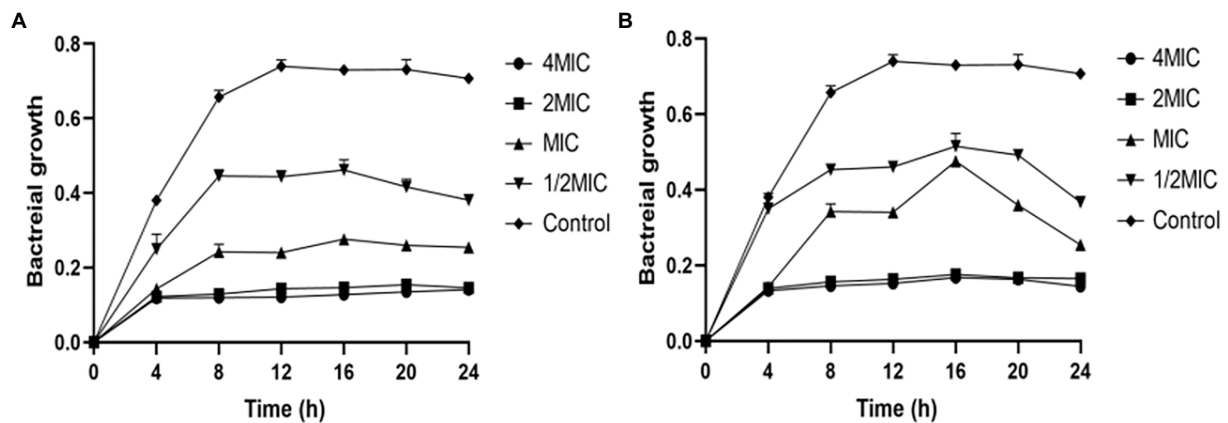 A
Bactreial growth
0.8
0.6
0.4
0.2
0.0
0 4 8 12 16 20 24
Time (h)
4MIC
2MIC
MIC
1/2MIC
Control
B
Bactreial growth
0.8
0.6
0.4
0.2
0.0
0 4 8 12 16 20 24
Time (h)
4MIC
2MIC
MIC
1/2MIC
Control